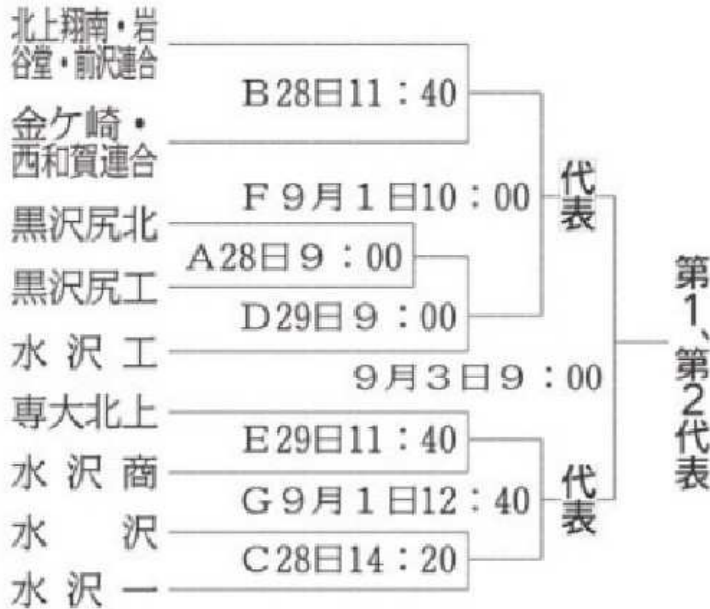 北上翔南・岩
谷堂・前沢連合
B28日11：40
金ケ崎・
西和賀連合
F9月1日10：00
代表
黒沢尻北
A28日9：00
黒沢尻工
D29日9：00
水沢工
9月3日9：00
第1、第2代表
専大北上
E29日11：40
水沢商
G9月1日12：40
代表
水沢
C28日14：20
水沢一